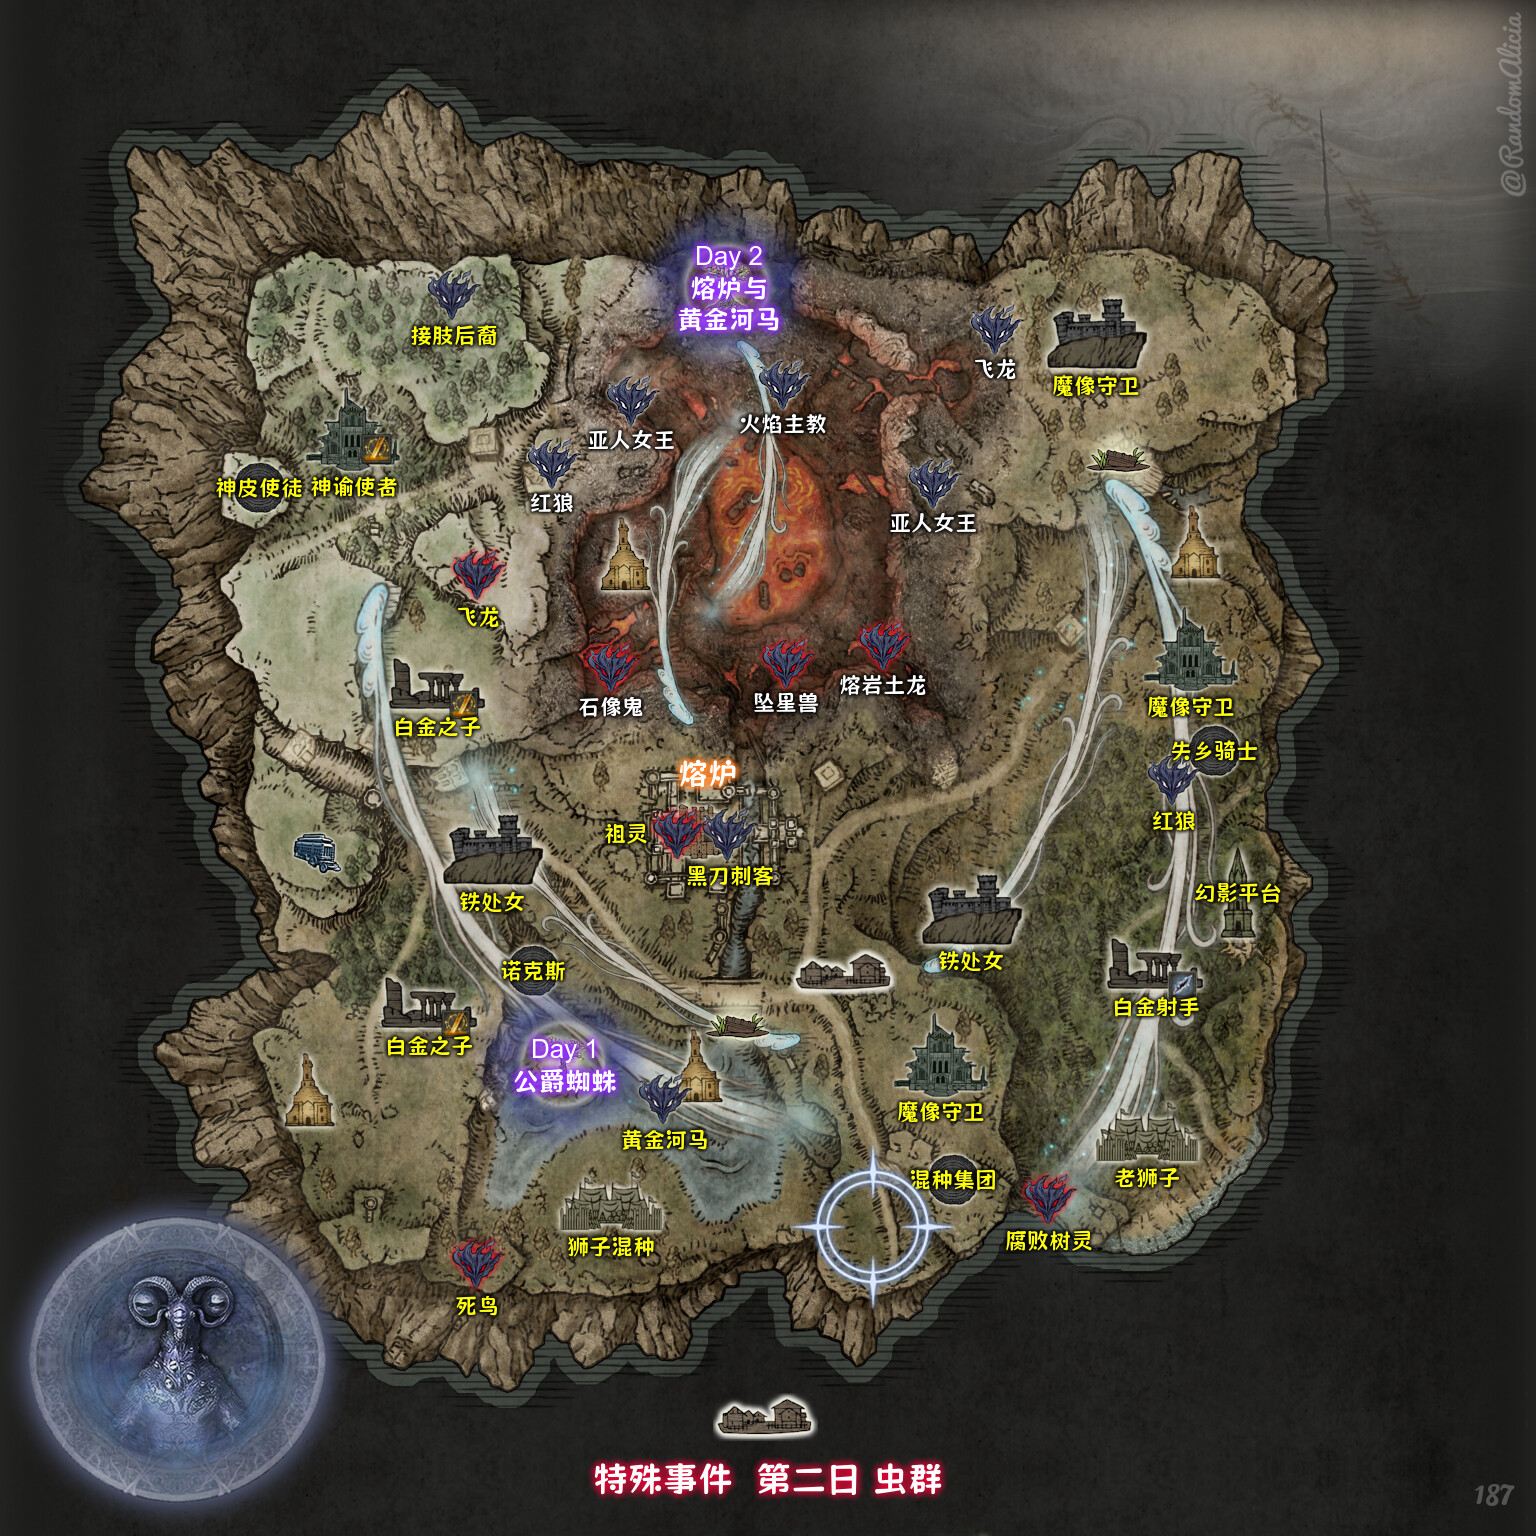 @RandomAlicia
Day 2
熔炉与
黄金河马
接肢后裔
飞龙
魔像守卫
火焰主教
亚人女王
神皮使徒
神谕使者
红狼
亚人女王
飞龙
白金之子
石像鬼
坠星兽
熔岩土龙
魔像守卫
失乡骑士
熔炉
红狼
祖灵
黑刀刺客
铁处女
幻影平台
诺克斯
铁处女
白金射手
白金之子
Day 1
公爵蜘蛛
黄金河马
魔像守卫
混种集团
老狮子
狮子混种
腐败树灵
死鸟
特殊事件 第二日 虫群
187